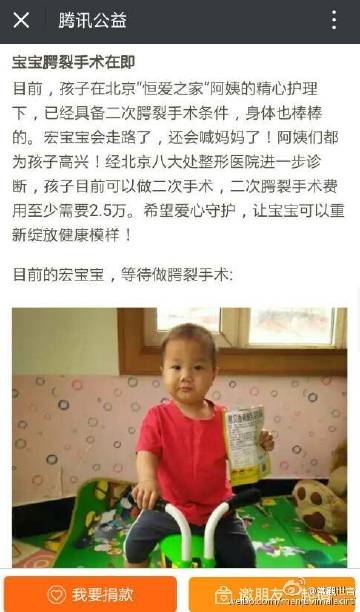 腾讯公益
宝宝腭裂手术在即
目前，孩子在北京“恒爱之家”阿姨的精心护理
下，已经具备二次腭裂手术条件，身体也棒棒
的。宏宝宝会走路了，还会喊妈妈了！阿姨们都
为孩子高兴！经北京八大处整形医院进一步诊
断，孩子目前可以做二次手术，二次腭裂手术费
用至少需要2.5万。希望爱心守护，让宝宝可以重
新绽放健康模样！
目前的宏宝宝，等待做腭裂手术:
我要捐款
邀朋友一起捐